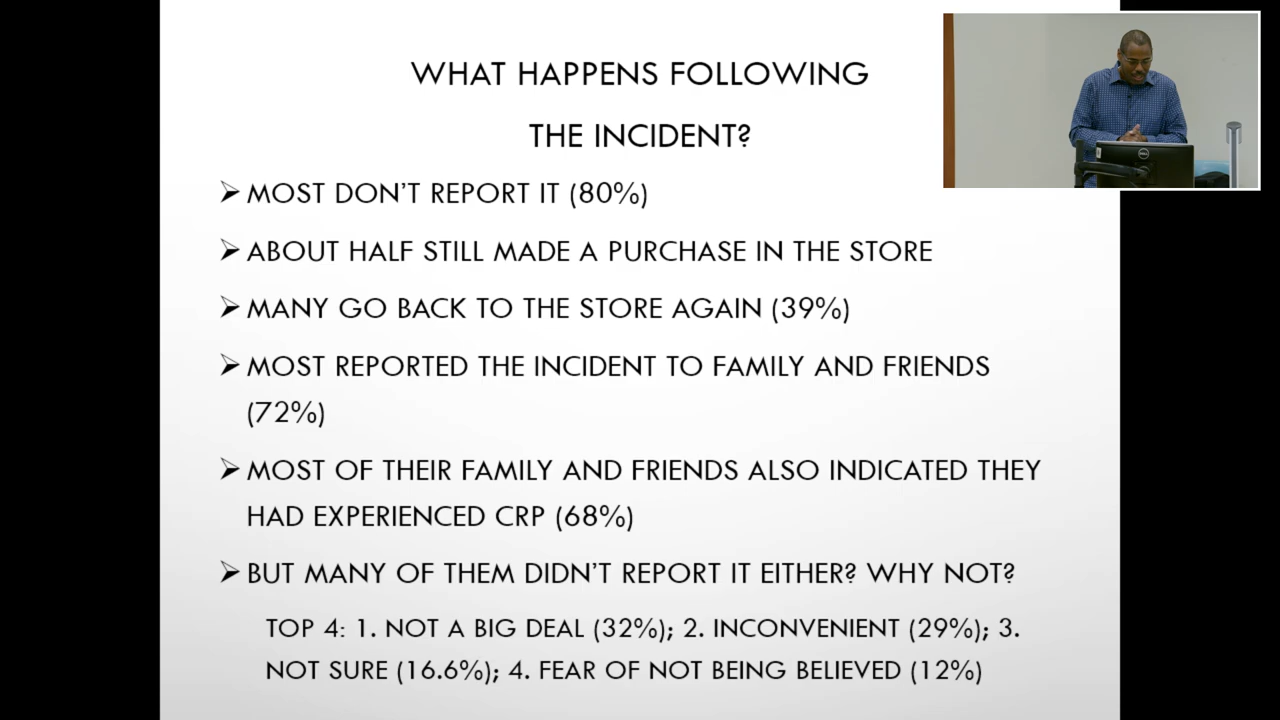 WHAT HAPPENS FOLLOWING
THE INCIDENT?
MOST DON'T REPORT IT (80%)
ABOUT HALF STILL MADE A PURCHASE IN THE STORE
MANY GO BACK TO THE STORE AGAIN (39%)
MOST REPORTED THE INCIDENT TO FAMILY AND FRIENDS
(72%)
MOST OF THEIR FAMILY AND FRIENDS ALSO INDICATED THEY
HAD EXPERIENCED CRP (68%)
BUT MANY OF THEM DIDN'T REPORT IT EITHER? WHY NOT?
TOP 4: 1. NOT A BIG DEAL (32%); 2. INCONVENIENT (29%); 3.
NOT SURE (16.6%); 4. FEAR OF NOT BEING BELIEVED (12%)
DELL